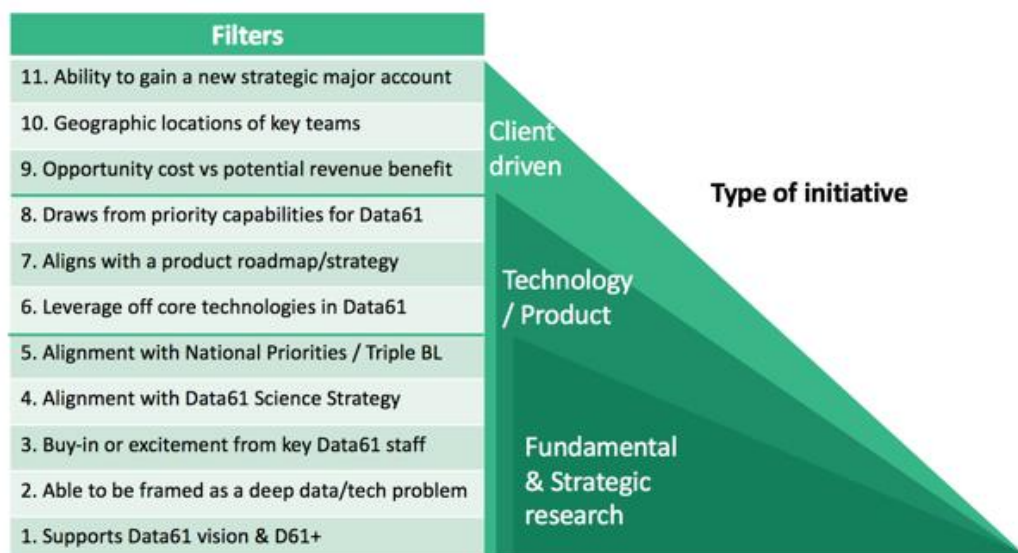 Filters
11. Ability to gain a new strategic major account
10. Geographic locations of key teams
9. Opportunity cost vs potential revenue benefit
8. Draws from priority capabilities for Data61
7. Aligns with a product roadmap/strategy
6. Leverage off core technologies in Data61
5. Alignment with National Priorities / Triple BL
4. Alignment with Data61 Science Strategy
3. Buy-in or excitement from key Data61 staff
2. Able to be framed as a deep data/tech problem
1. Supports Data61 vision & D61+
Client
driven
Technology
/ Product
Fundamental
& Strategic
research
Type of initiative